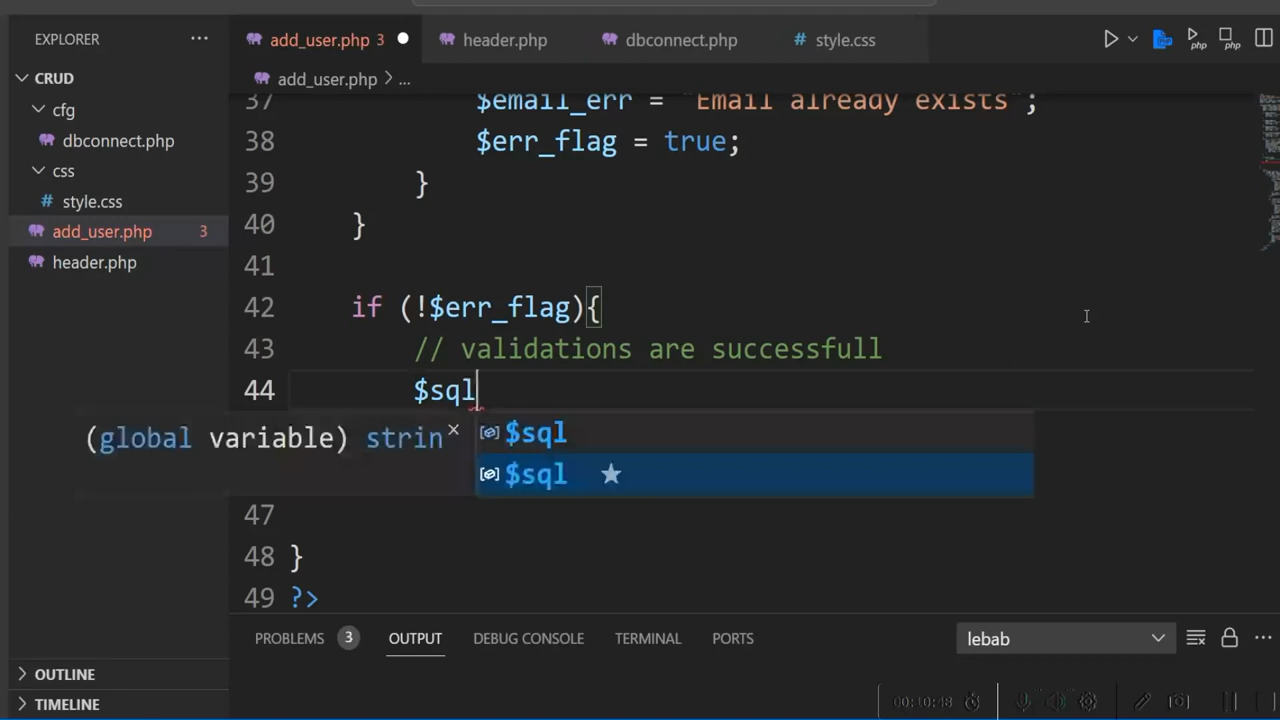 EXPLORER
add_user.php 3
header.php
dbconnect.php
# style.css
CRUD
add_user.php > ...
cfg
dbconnect.php
css
# style.css
add_user.php 3
header.php
37 $email_err = "Email already exists";
38 $err_flag = true;
39 }
40 }
41
42 if (!$err_flag){
43 // validations are successfull
44 $sql
(global variable) strin
$sql
$sql
47
48 }
49 ?>
PROBLEMS 3 OUTPUT DEBUG CONSOLE TERMINAL PORTS
lebab
OUTLINE
TIMELINE
00:10:48